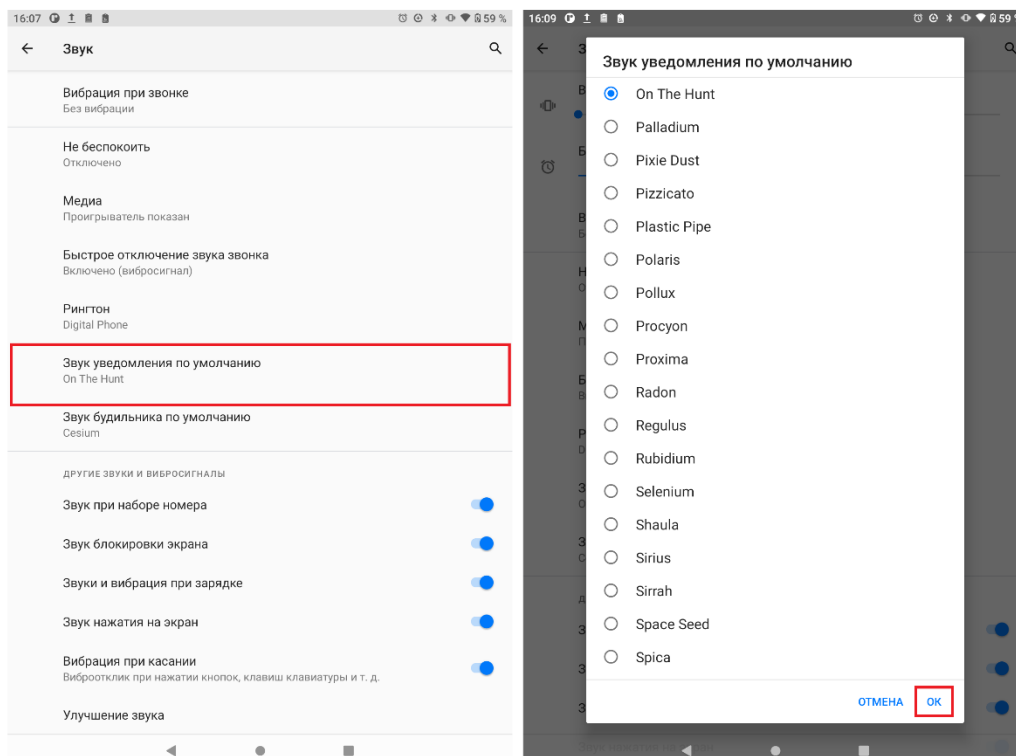 16:07 59 %
Звук
Вибрация при звонке
Без вибрации
Не беспокоить
Отключено
Медиа
Проигрыватель показан
Быстрое отключение звука звонка
Включено (вибросигнал)
Рингтон
Digital Phone
Звук уведомления по умолчанию
On The Hunt
Звук будильника по умолчанию
Cesium
ДРУГИЕ ЗВУКИ И ВИБРОСИГНАЛЫ
Звук при наборе номера
Звук блокировки экрана
Звуки и вибрация при зарядке
Звук нажатия на экран
Вибрация при касании
Виброотклик при нажатии кнопок, клавиш клавиатуры и т. д.
Улучшение звука
16:09 59
Звук уведомления по умолчанию
On The Hunt
Palladium
Pixie Dust
Pizzicato
Plastic Pipe
Polaris
Pollux
Procyon
Proxima
Radon
Regulus
Rubidium
Selenium
Shaula
Sirius
Sirrah
Space Seed
Spica
ОТМЕНА ОК
Звук нажатия на экран